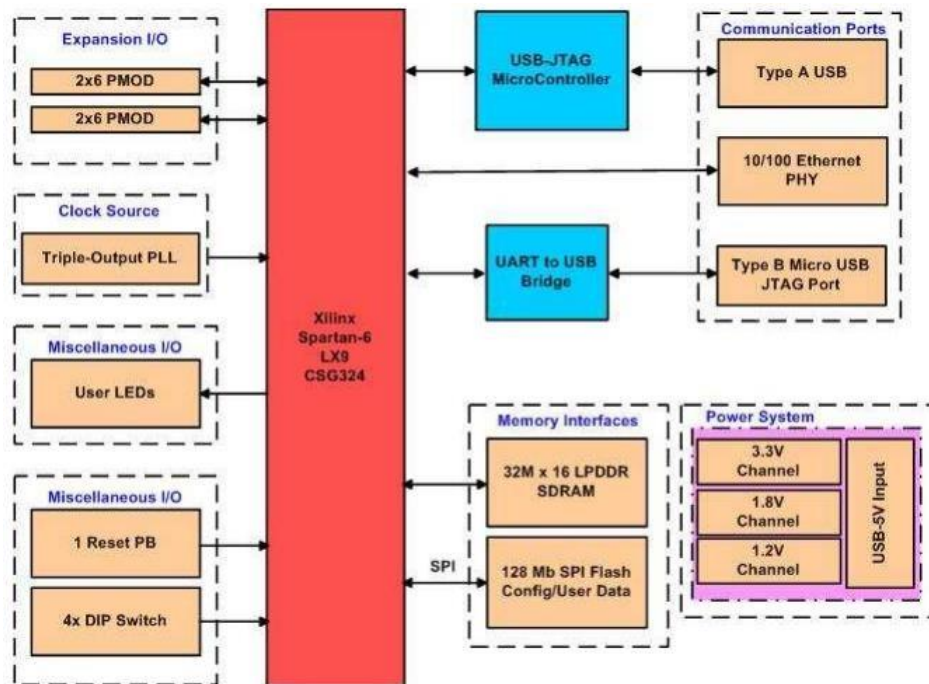 Expansion I/O
2x6 PMOD
2x6 PMOD
Clock Source
Triple-Output PLL
Miscellaneous I/O
User LEDs
Miscellaneous I/O
1 Reset PB
4x DIP Switch
Xilinx
Spartan-6
LX9
CSG324
USB-JTAG
MicroController
UART to USB
Bridge
Communication Ports
Type A USB
10/100 Ethernet
PHY
Type B Micro USB
JTAG Port
Memory Interfaces
32M x 16 LPDDR
SDRAM
SPI
128 Mb SPI Flash
Config/User Data
Power System
3.3V
Channel
1.8V
Channel
1.2V
Channel
USB-5V Input